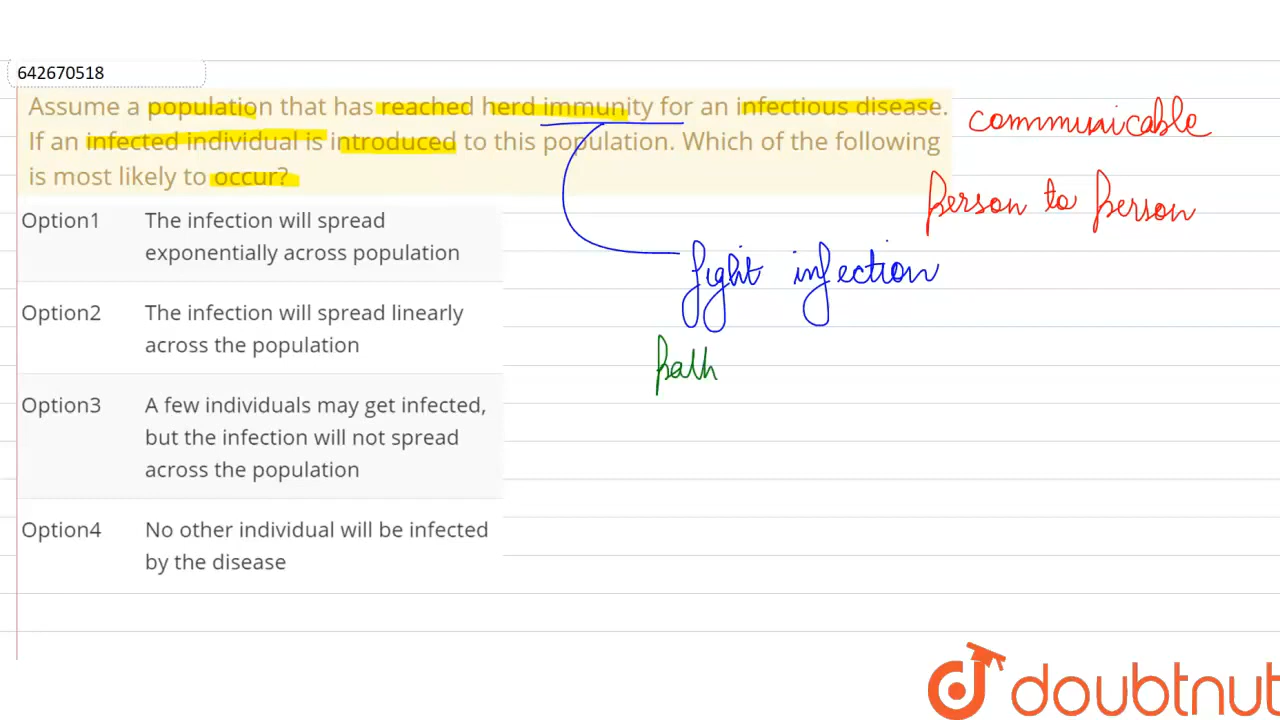 642670518
Assume a population that has reached herd immunity for an infectious disease.
If an infected individual is introduced to this population. Which of the following
is most likely to occur?
communicable
person to person
Option1 The infection will spread
exponentially across population
fight infection
Option2 The infection will spread linearly
across the population
path
Option3 A few individuals may get infected,
but the infection will not spread
across the population
Option4 No other individual will be infected
by the disease
doubtnut